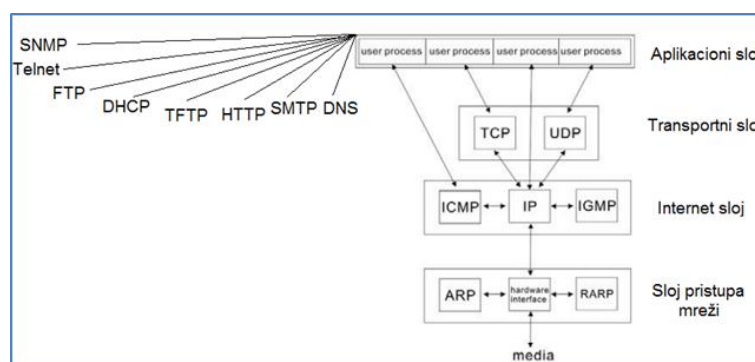 SNMP
Telnet
FTP
DHCP
TFTP
HTTP
SMTP
DNS
user process
user process
user process
user process
Aplikacioni slo
TCP
UDP
Transportni slo
ICMP
IP
IGMP
Internet sloj
ARP
hardware
interface
RARP
Sloj pristupa
mreži
media